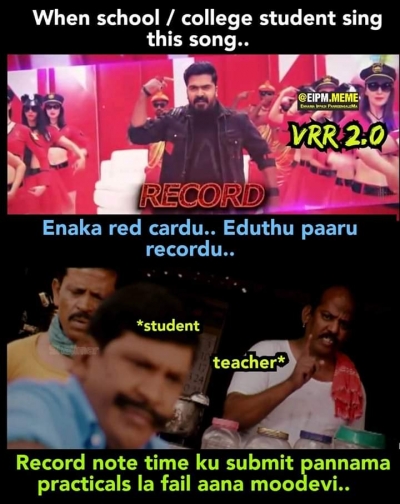 When school / college student sing
this song..
@EIPM.MEME
VRR 2.0
RECORD
Enaka red cardu.. Eduthu paaru
recordu..
*student
teacher*
Record note time ku submit pannama
practicals la fail aana moodevi..